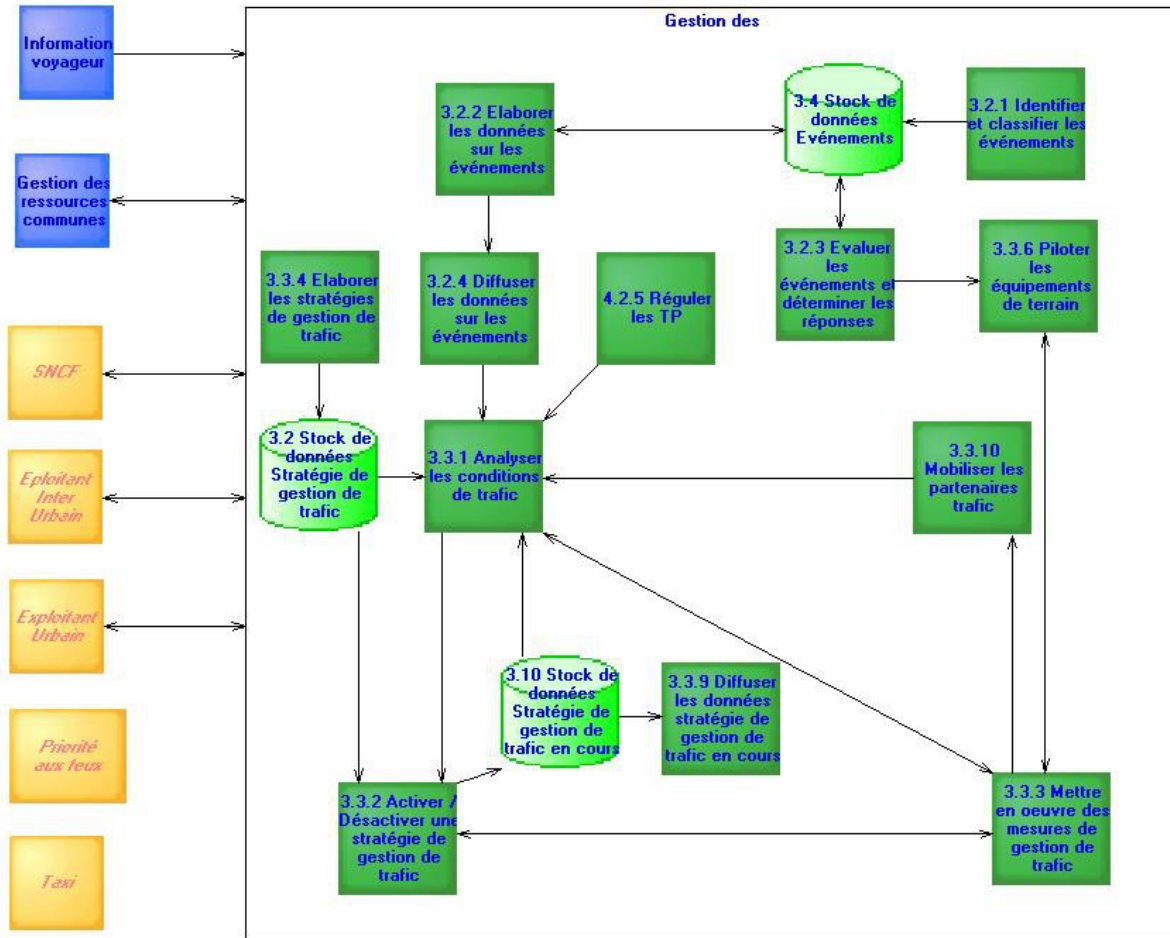 Gestion des
Information
voyageur
Gestion des
ressources
communes
SNCF
Eploitant
Inter
Urbain
Exploitant
Urbain
Priorité
aux feux
Taxi
3.2.2 Elaborer
les données
sur les
événements
3.4 Stock de
données
Evénements
3.2.1 Identifier
et classifier les
événements
3.3.4 Elaborer
les stratégies
de gestion de
trafic
3.2.4 Diffuser
les données
sur les
événements
4.2.5 Réguler
les TP
3.2.3 Evaluer
les
événements et
déterminer les
réponses
3.3.6 Piloter
les
équipements
de terrain
3.2 Stock de
données
Stratégie de
gestion de
trafic
3.3.1 Analyser
les conditions
de trafic
3.3.10
Mobiliser les
partenaires
trafic
3.10 Stock de
données
Stratégie de
gestion de
trafic en cours
3.3.9 Diffuser
les données
stratégie de
gestion de
trafic en cours
3.3.2 Activer /
Désactiver une
stratégie de
gestion de
trafic
3.3.3 Mettre
en oeuvre des
mesures de
gestion de
trafic